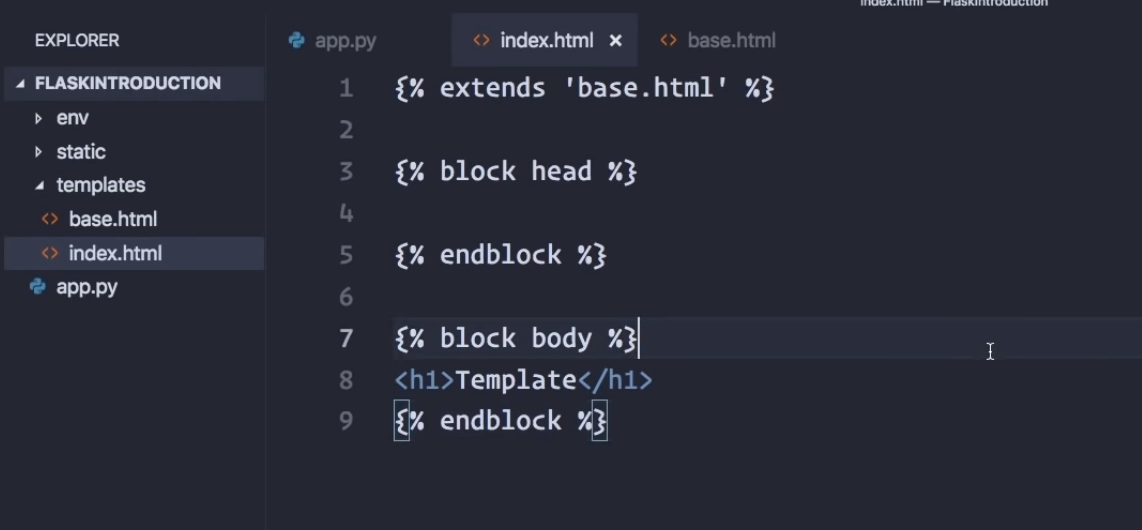 index.html — FlaskIntroduction
EXPLORER
FLASKINTRODUCTION
env
static
templates
base.html
index.html
app.py
app.py index.html × base.html
1 {% extends 'base.html' %}
2
3 {% block head %}
4
5 {% endblock %}
6
7 {% block body %}
8 <h1>Template</h1>
9 {% endblock %}